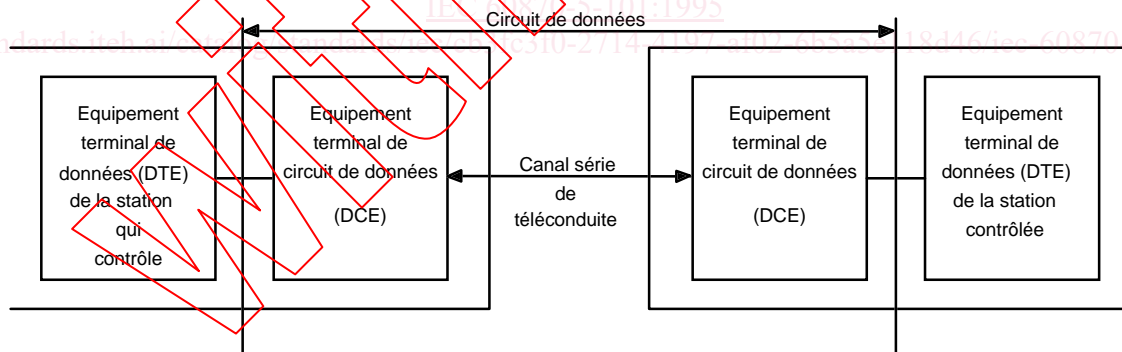 IEC 60870-5-101:1995
Circuit de données
Equipement
terminal de
données (DTE)
de la station
qui
contrôle
Equipement
terminal de
circuit de données
(DCE)
Canal série
de
téléconduite
Equipement
terminal de
circuit de données
(DCE)
Equipement
terminal de
données (DTE)
de la station
contrôlée